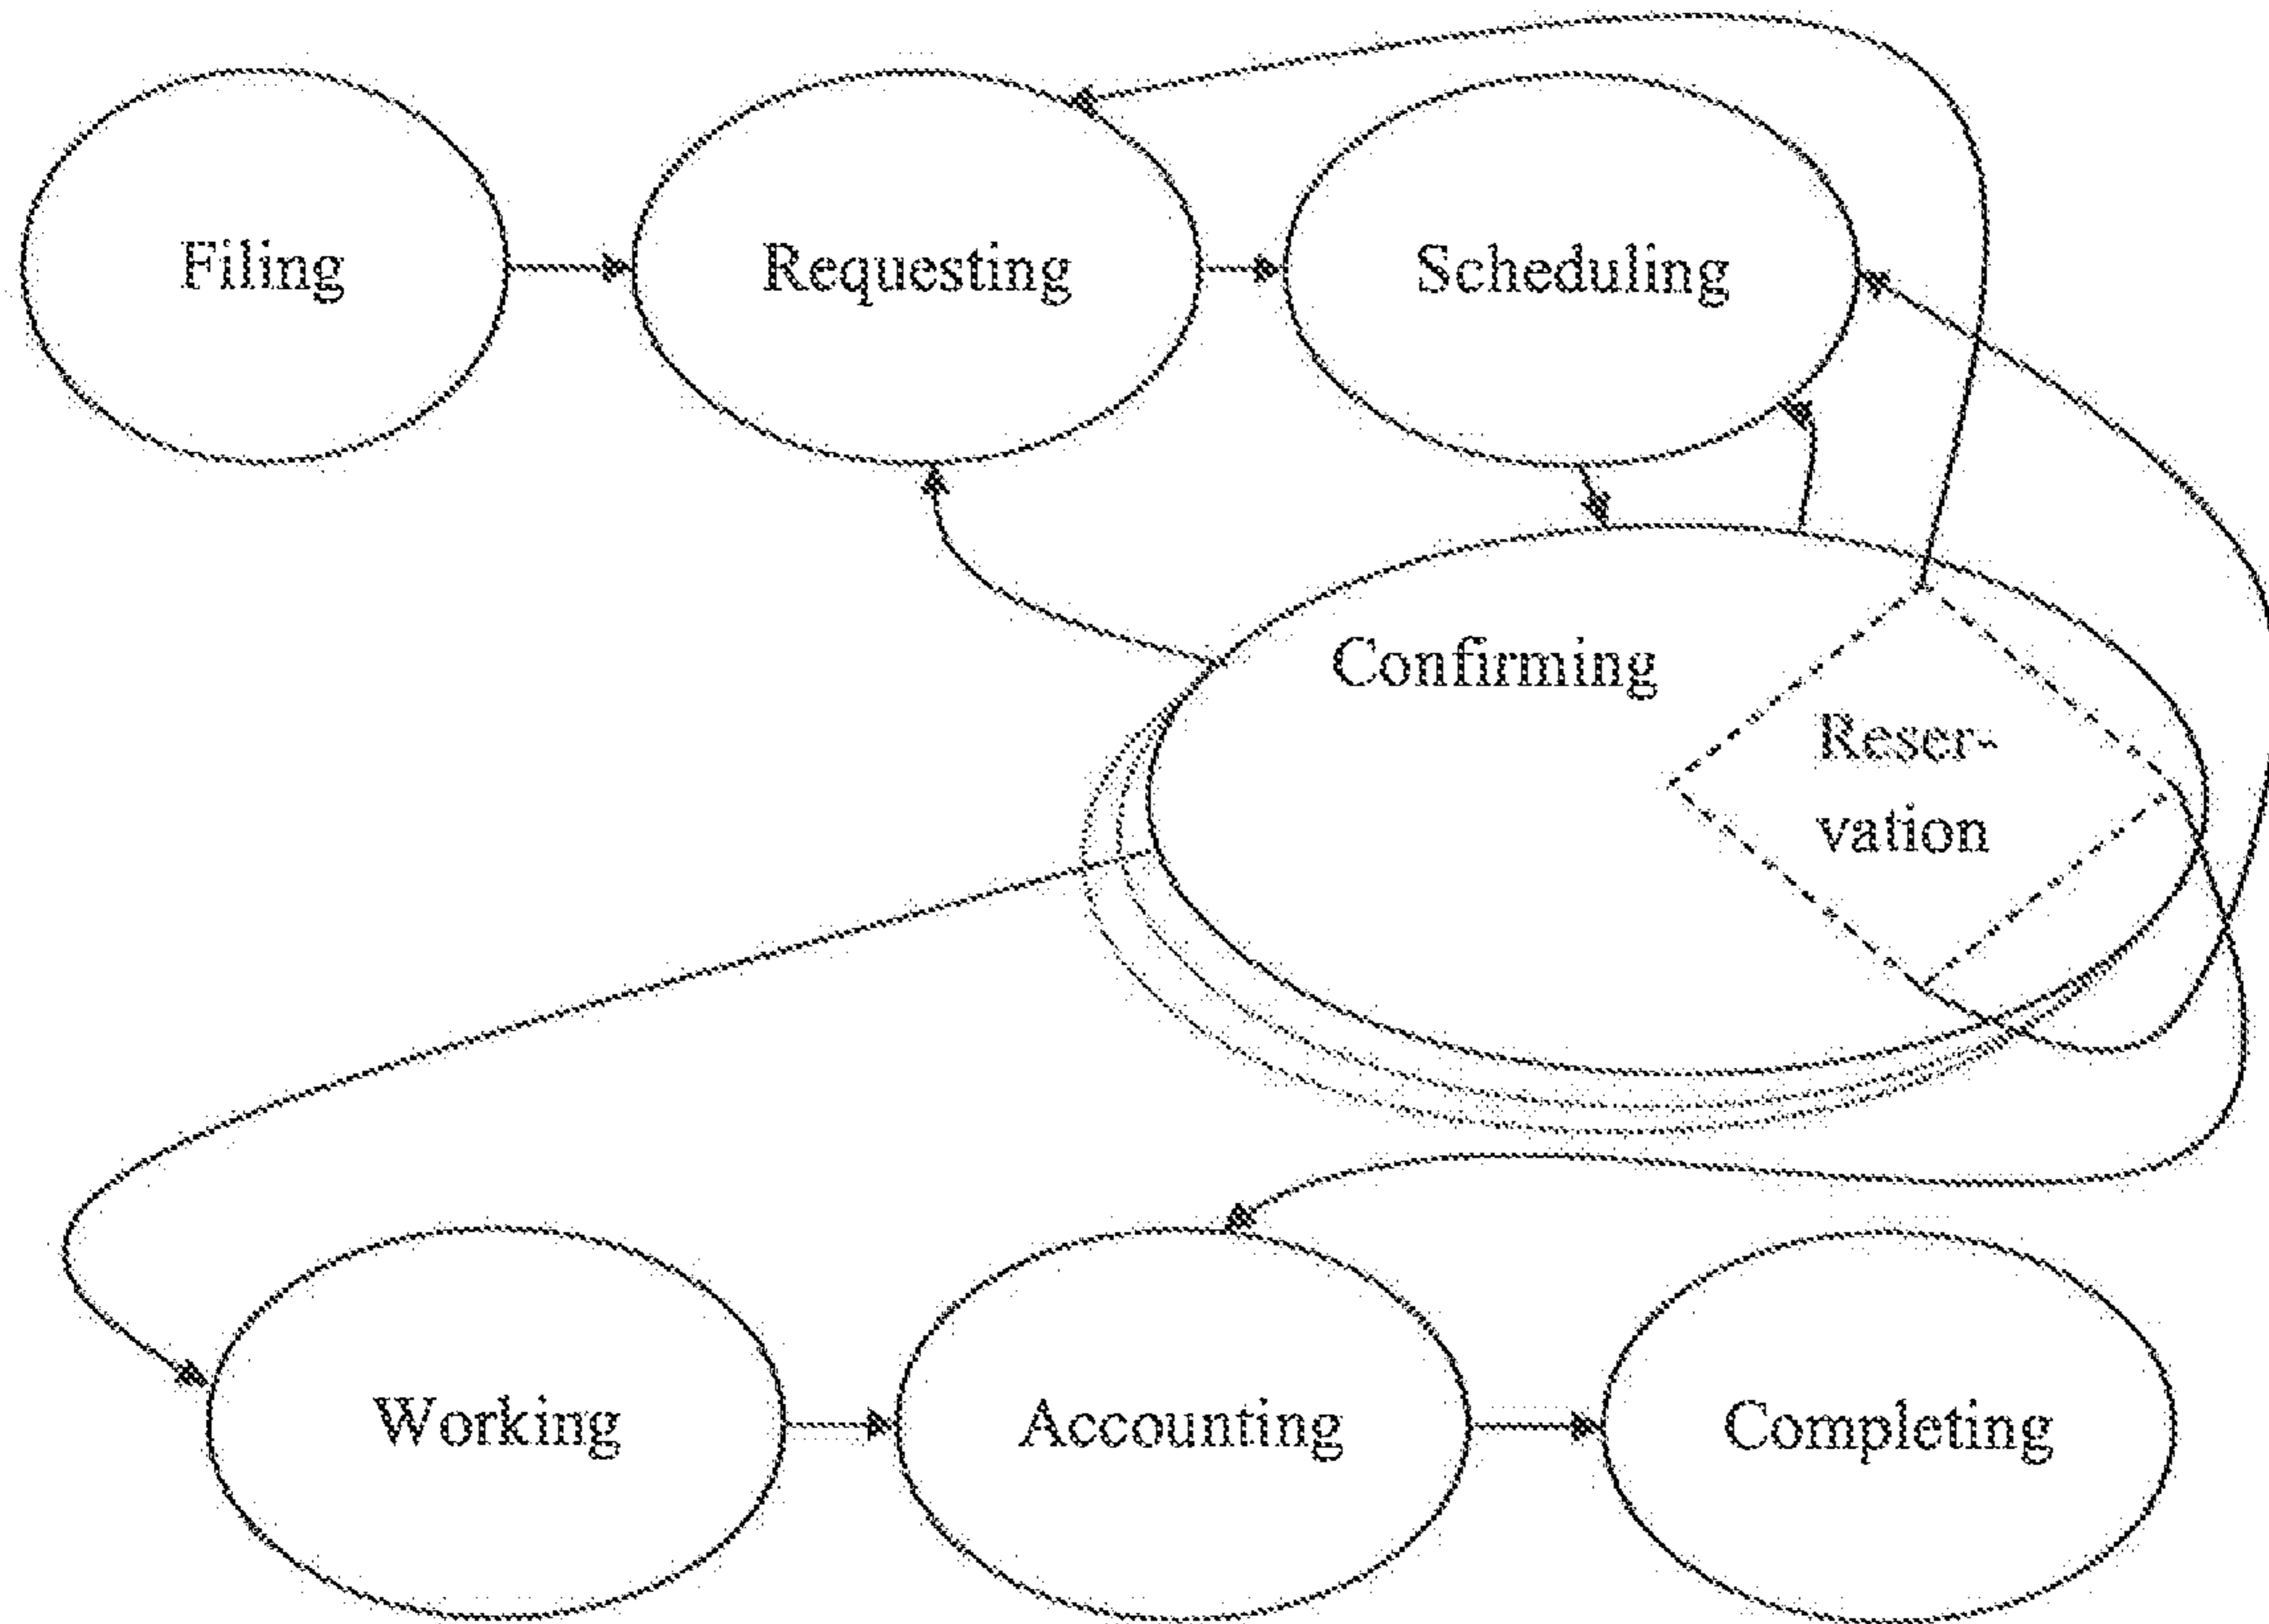 Filing
Requesting
Scheduling
Confirming
Reser-
vation
Working
Accounting
Completing